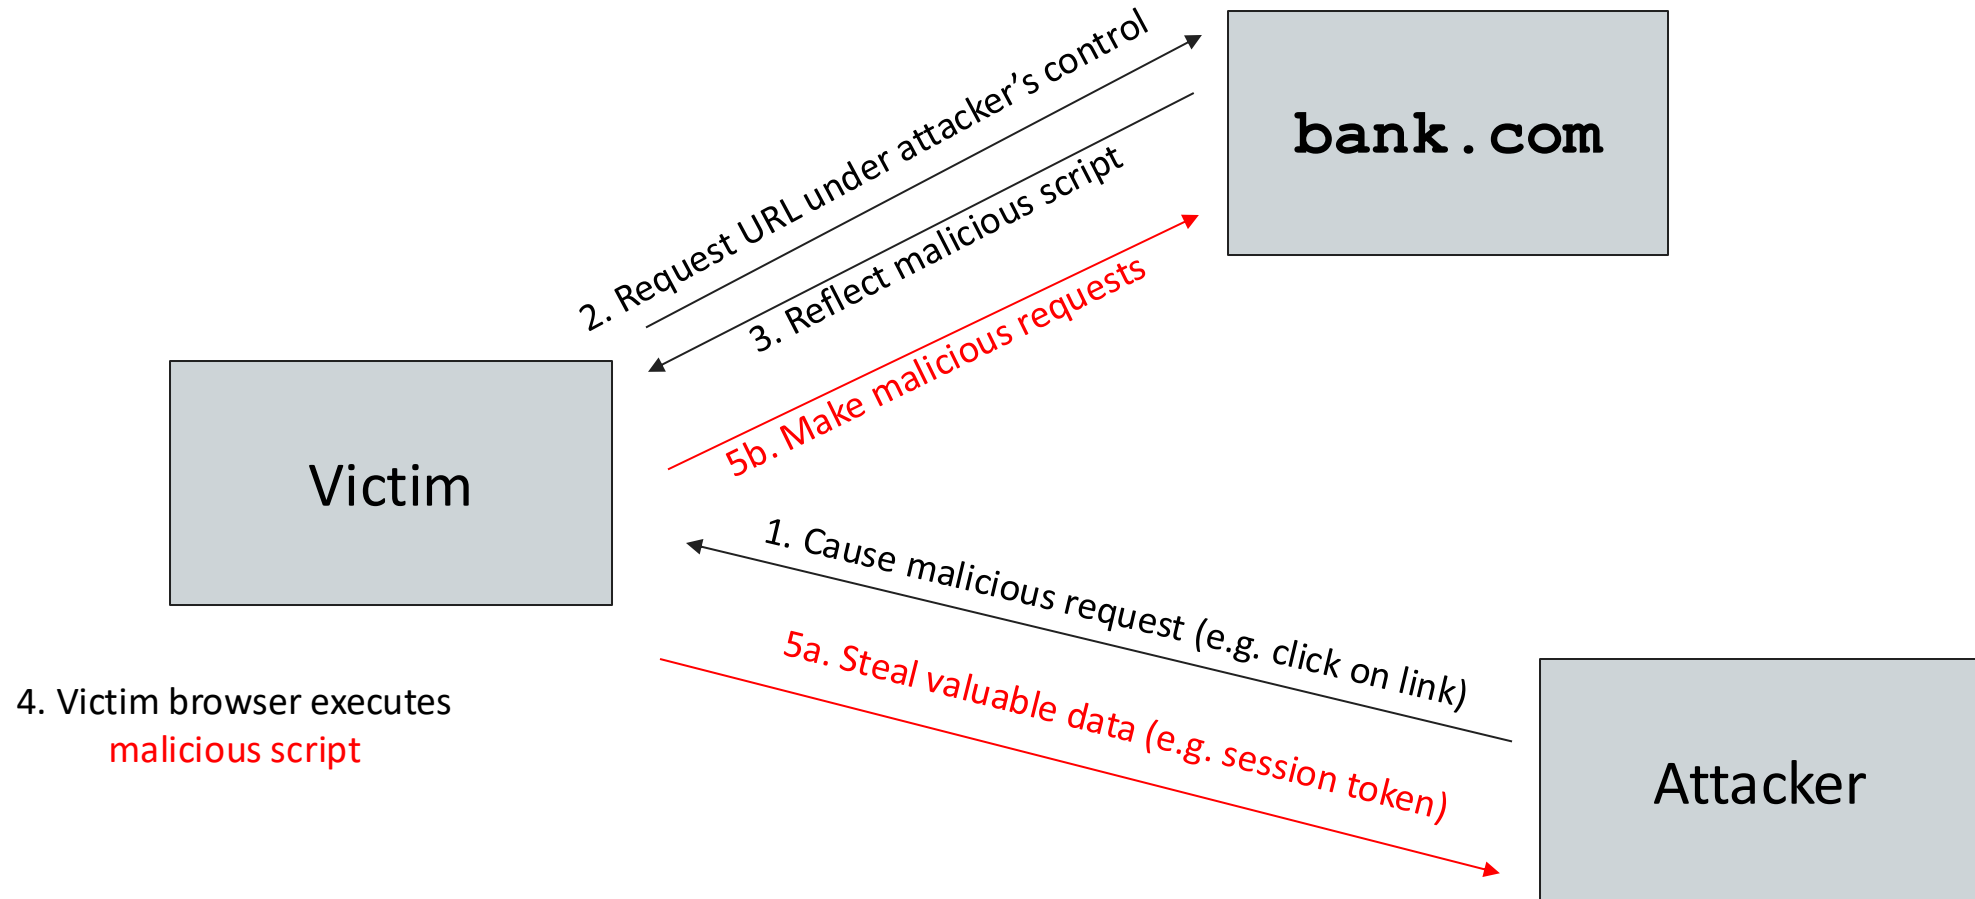 2. Request URL under attacker’s control
bank.com
3. Reflect malicious script
5b. Make malicious requests
Victim
1. Cause malicious request (e.g. click on link)
5a. Steal valuable data (e.g. session token)
4. Victim browser executes
malicious script
Attacker